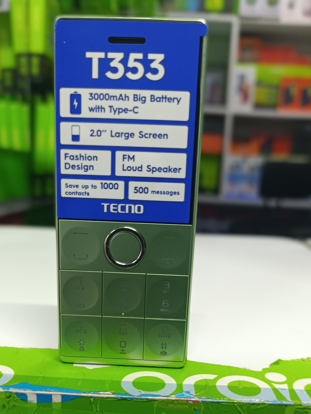 T353
3000mAh Big Battery
with Type-C
2.0'' Large Screen
Fashion
Design
FM
Loud Speaker
Save up to 1000
contacts
500 messages
TECNO
oraimo